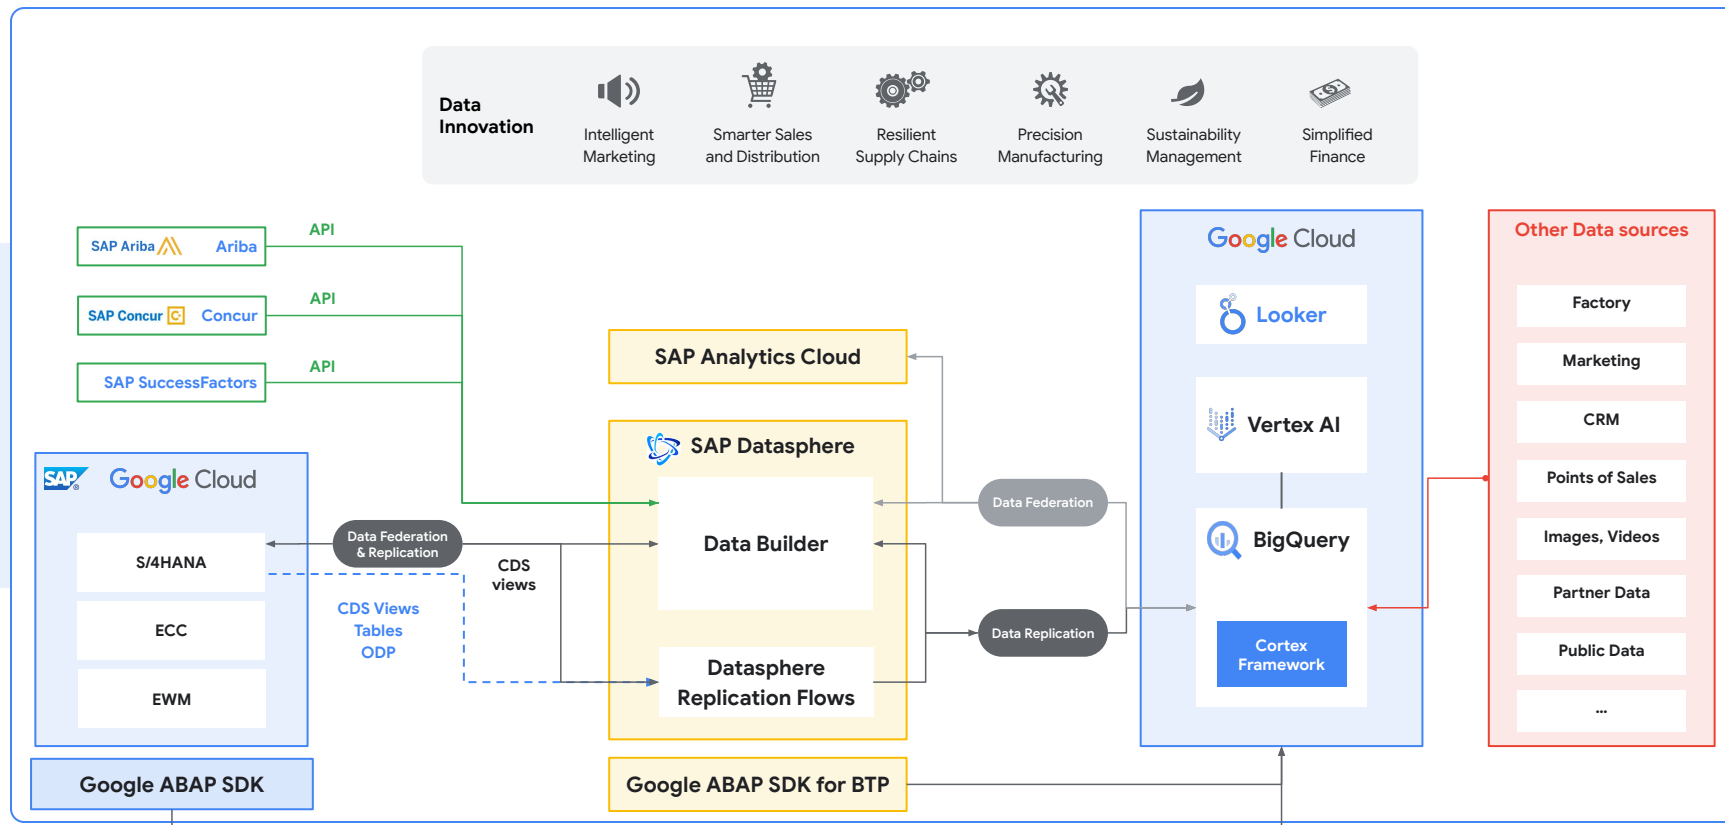 Data
Innovation
Intelligent
Marketing
Smarter Sales
and Distribution
Resilient
Supply Chains
Precision
Manufacturing
Sustainability
Management
Simplified
Finance
SAP Ariba Ariba
API
SAP Concur Concur
API
SAP SuccessFactors
API
SAP Google Cloud
S/4HANA
ECC
EWM
Google ABAP SDK
Data Federation
& Replication
CDS
views
CDS Views
Tables
ODP
SAP Analytics Cloud
SAP Datasphere
Data Builder
Datasphere
Replication Flows
Google ABAP SDK for BTP
Data Federation
Data Replication
Google Cloud
Looker
Vertex AI
BigQuery
Cortex
Framework
Other Data sources
Factory
Marketing
CRM
Points of Sales
Images, Videos
Partner Data
Public Data
...